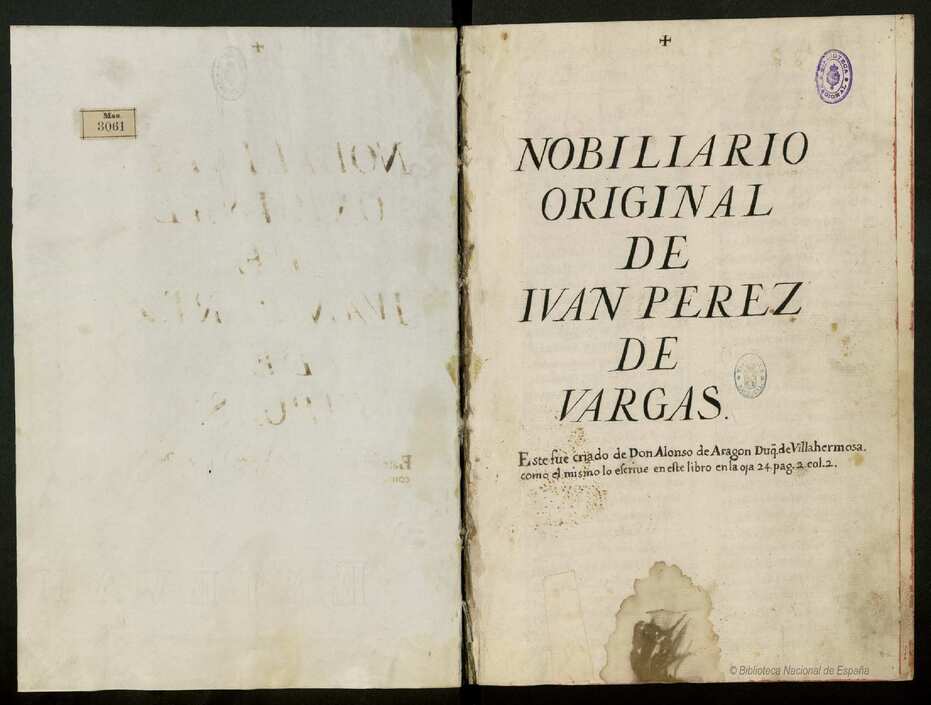 Mss.
3061
NOBILIARIO
ORIGINAL
DE
IVAN PEREZ
DE
VARGAS.
Este fue criado de Don Alonso de Aragon Duq̃. de Villahermosa.
como el mismo lo escriue en este libro en la oja 24. pag. 2. col. 2.
© Biblioteca Nacional de España